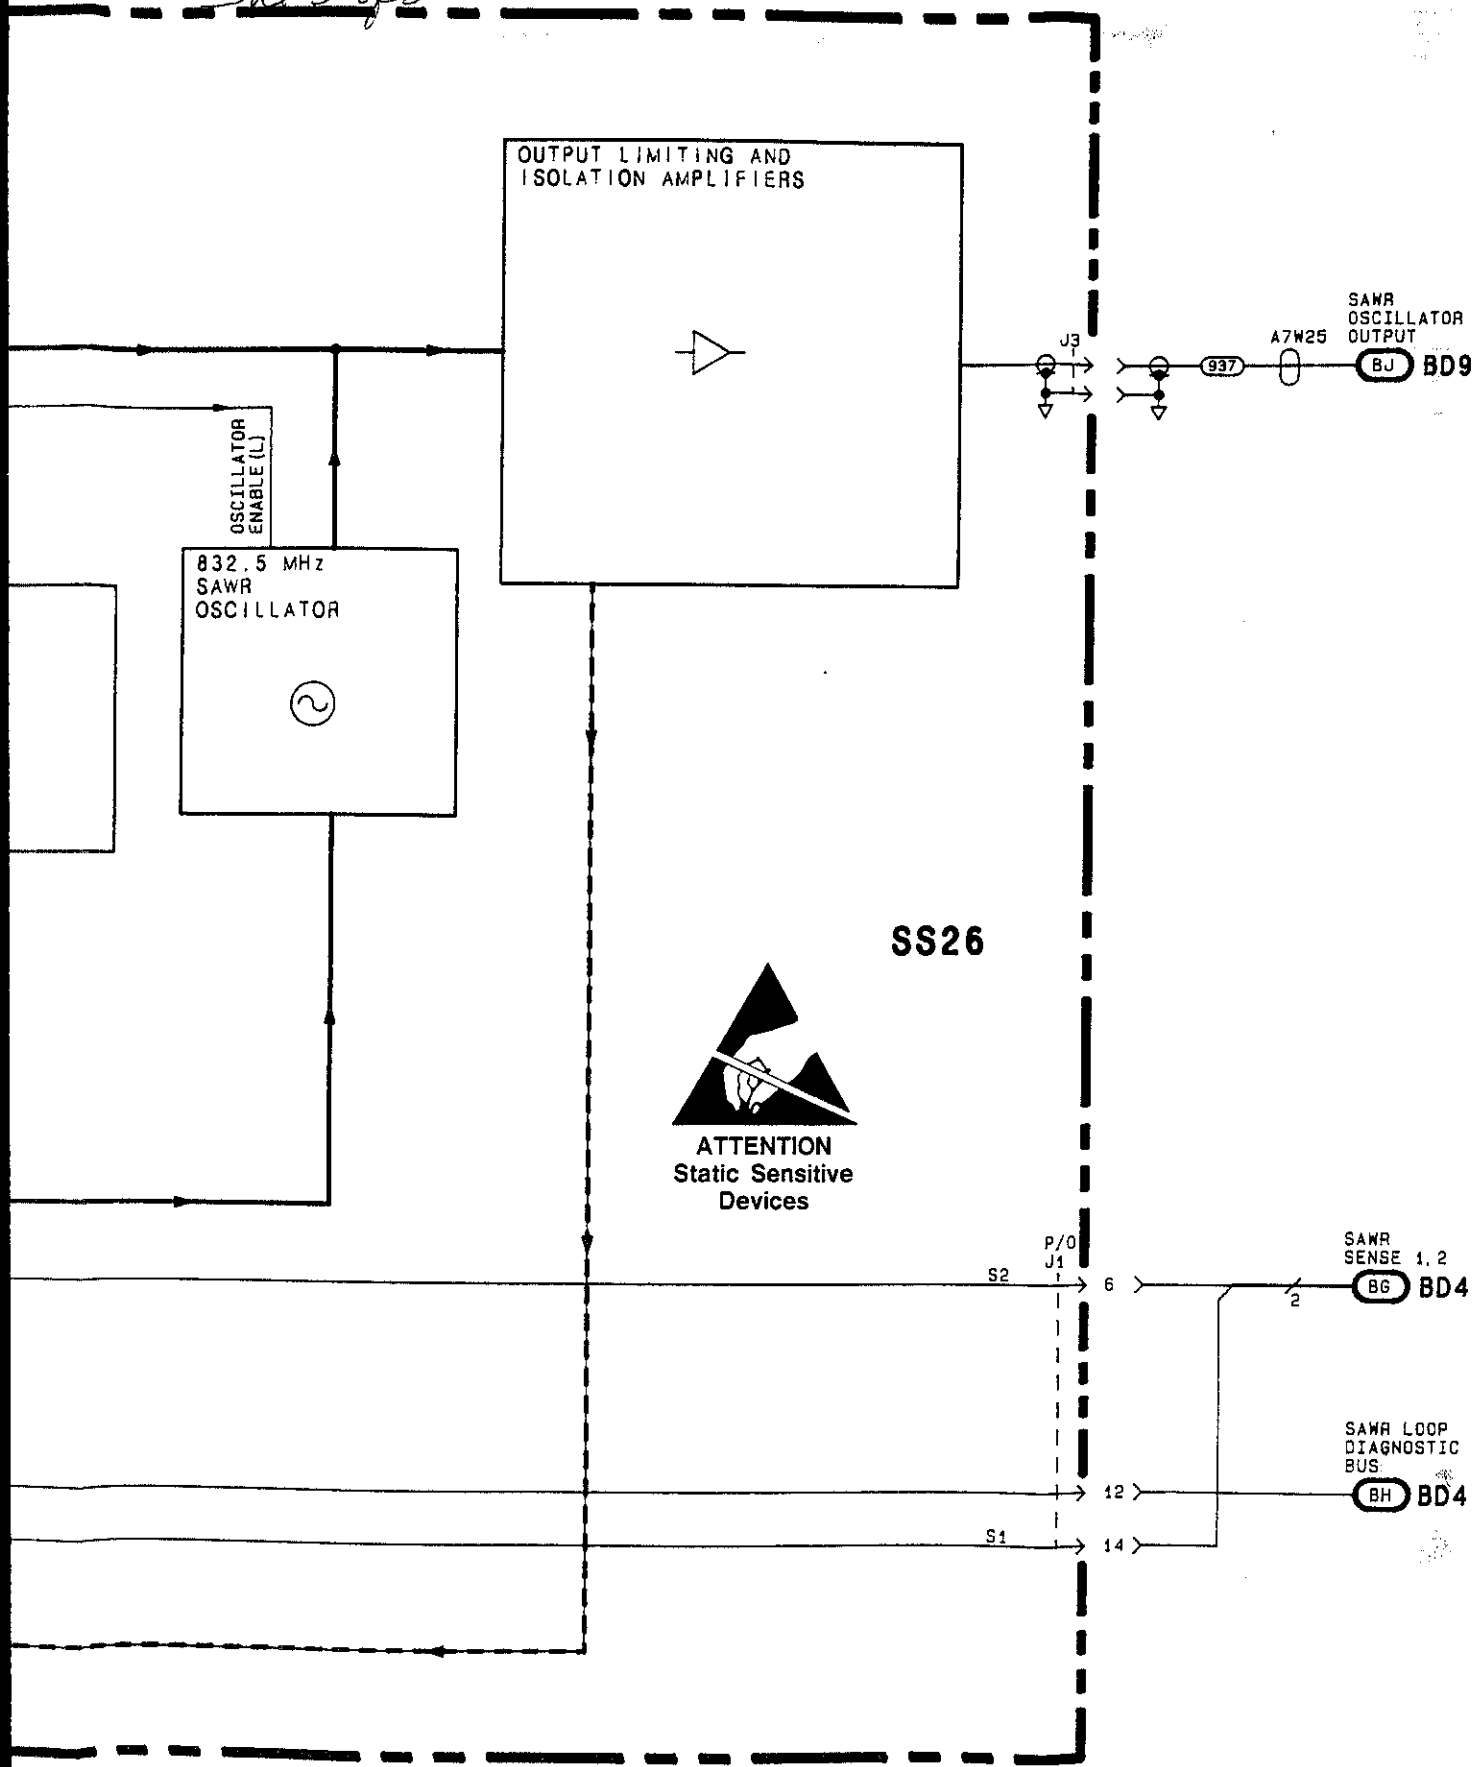 OUTPUT LIMITING AND
ISOLATION AMPLIFIERS
SAWR
OSCILLATOR
OUTPUT
J3
A7W25
937
BJ BD9
OSCILLATOR
ENABLE (L)
832.5 MHz
SAWR
OSCILLATOR
SS26
ATTENTION
Static Sensitive
Devices
P/O
J1
S2
6
SAWR
SENSE 1,2
2
BG BD4
SAWR LOOP
DIAGNOSTIC
BUS
12
BH BD4
S1
14